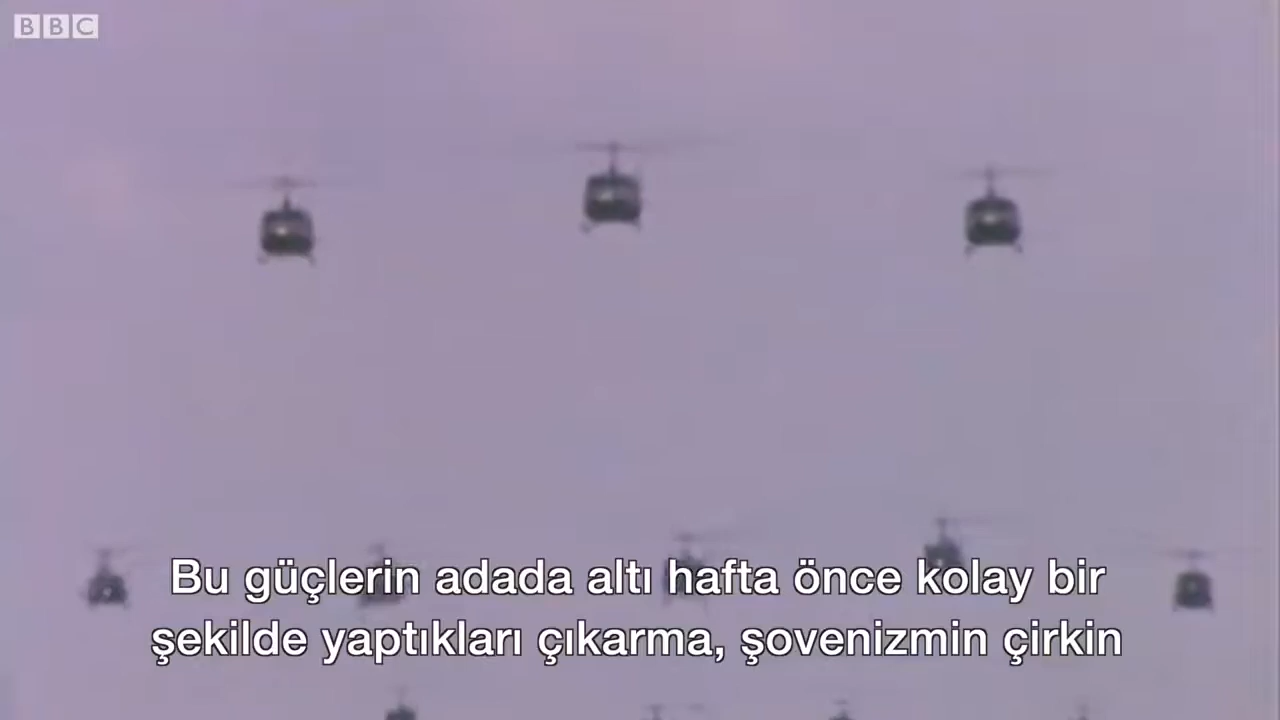 BBC
Bu güçlerin adada altı hafta önce kolay bir
şekilde yaptıkları çıkarma, şovenizmin çirkin